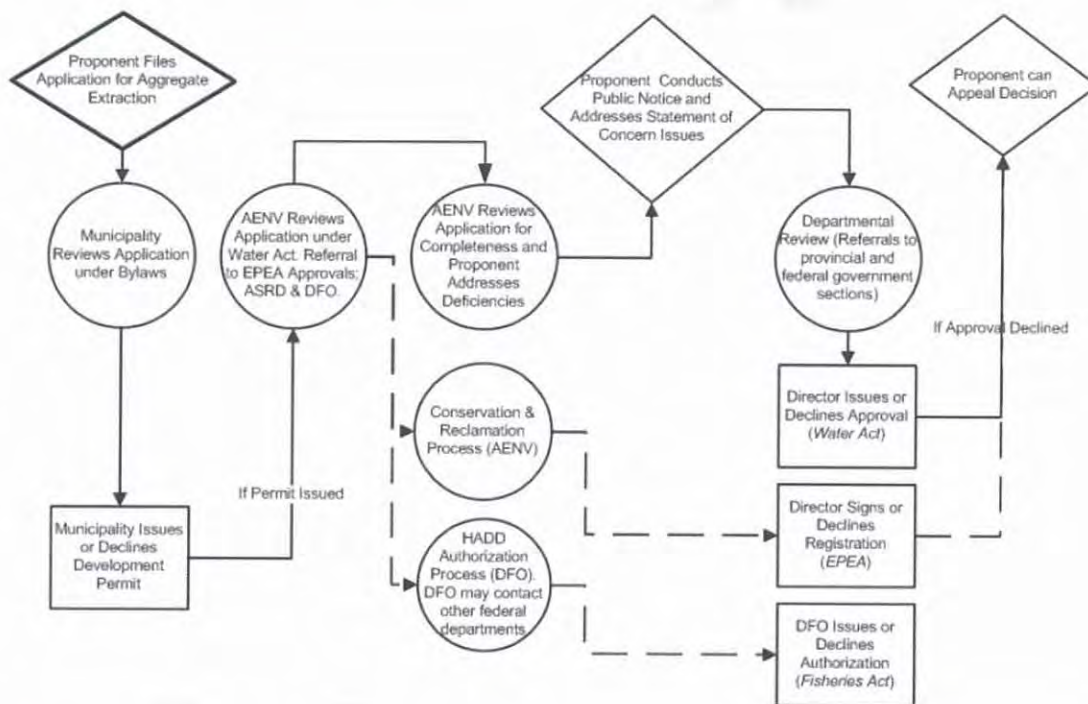 Proponent Files
Application for Aggregate
Extraction
Municipality
Reviews Application
under Bylaws
Municipality Issues
or Declines
Development
Permit
If Permit Issued
AENV Reviews
Application under
Water Act. Referral
to EPEA Approvals;
ASRD & DFO.
AENV Reviews
Application for
Completeness and
Proponent
Addresses
Deficiencies
Conservation &
Reclamation
Process (AENV)
HADD
Authorization
Process (DFO).
DFO may contact
other federal
departments
Proponent Conducts
Public Notice and
Addresses Statement of
Concern Issues
Departmental
Review (Referrals to
provincial and
federal government
sections)
Director Issues or
Declines Approval
(Water Act)
Director Signs or
Declines
Registration
(EPEA)
DFO Issues or
Declines
Authorization
(Fisheries Act)
If Approval Declined
Proponent can
Appeal Decision